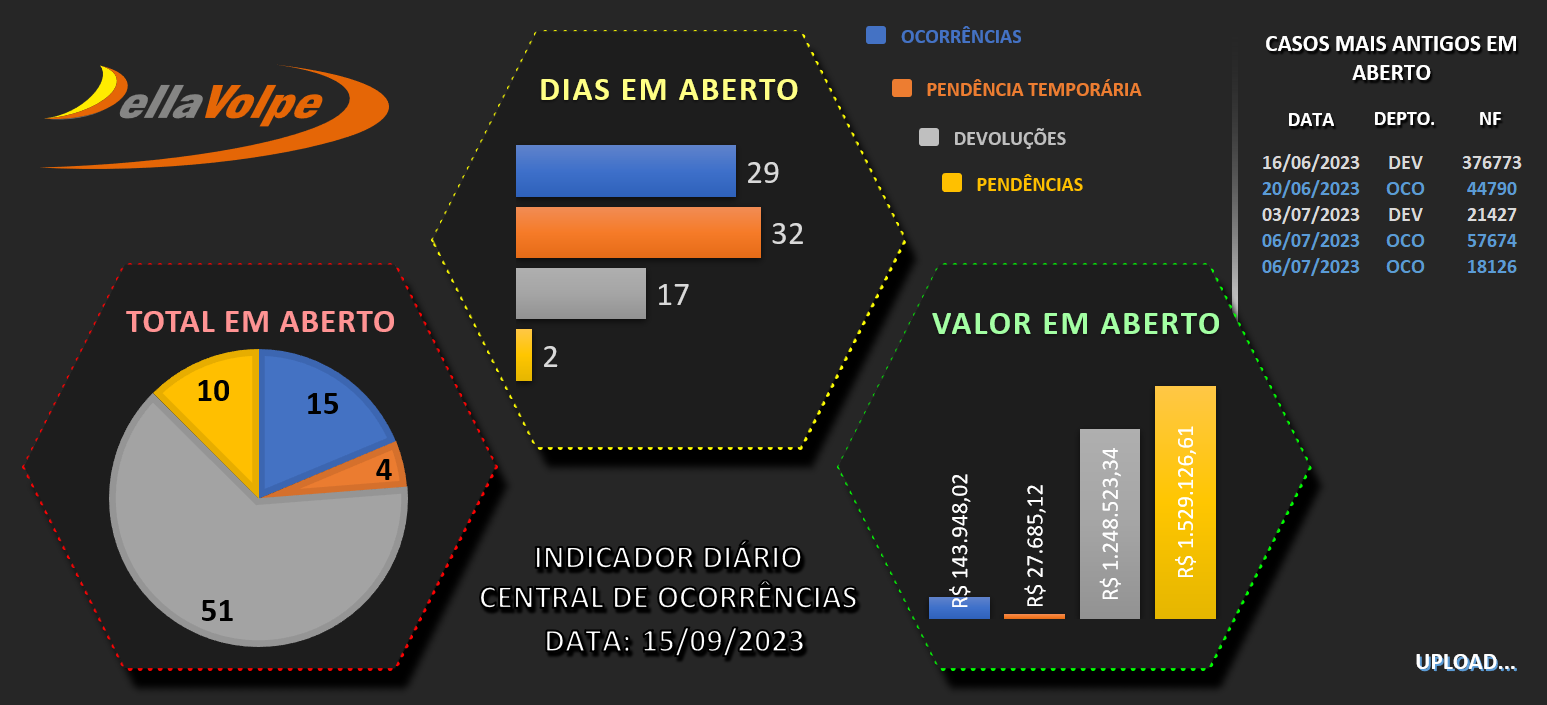 DellaVolpe
DIAS EM ABERTO
29
32
17
2
OCORRÊNCIAS
PENDÊNCIA TEMPORÁRIA
DEVOLUÇÕES
PENDÊNCIAS
CASOS MAIS ANTIGOS EM
ABERTO
DATA DEPTO. NF
16/06/2023 DEV 376773
20/06/2023 OCO 44790
03/07/2023 DEV 21427
06/07/2023 OCO 57674
06/07/2023 OCO 18126
TOTAL EM ABERTO
10
15
4
51
INDICADOR DIÁRIO
CENTRAL DE OCORRÊNCIAS
DATA: 15/09/2023
VALOR EM ABERTO
R$ 143.948,02
R$ 27.685,12
R$ 1.248.523,34
R$ 1.529.126,61
UPLOAD...